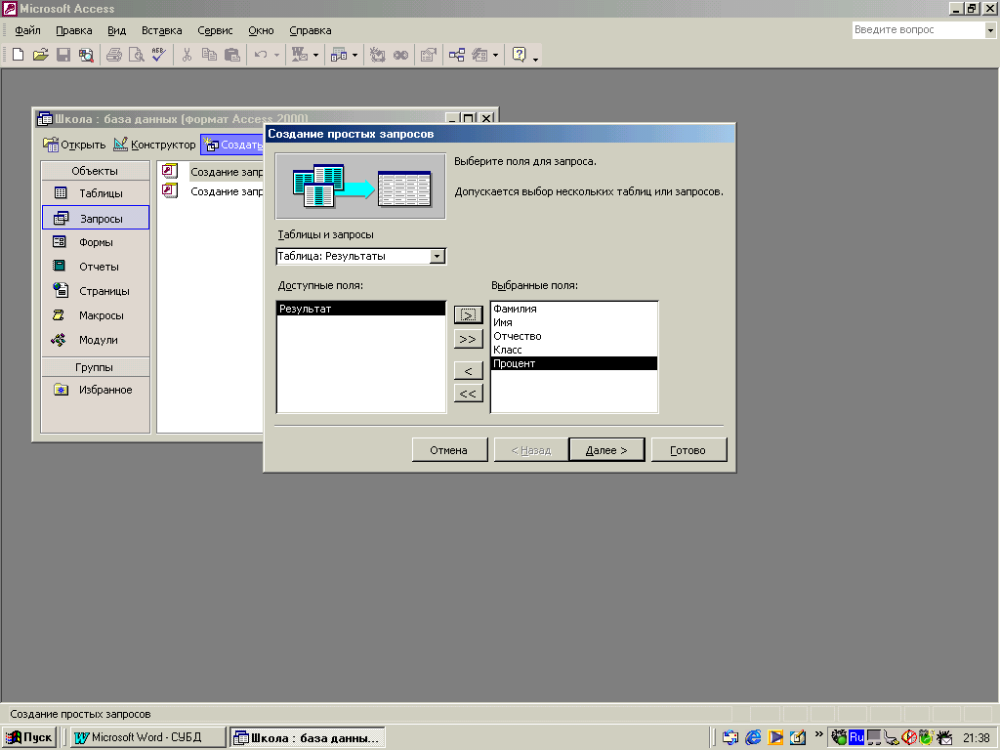 Microsoft Access
Файл Правка Вид Вставка Сервис Окно Справка
Введите вопрос
Школа : база данных (формат Access 2000)
Открыть Конструктор Создать
Объекты
Таблицы
Запросы
Формы
Отчеты
Страницы
Макросы
Модули
Группы
Избранное
Создание запр
Создание запр
Создание простых запросов
Выберите поля для запроса.
Допускается выбор нескольких таблиц или запросов.
Таблицы и запросы
Таблица: Результаты
Доступные поля:
Результат
>
>>
<
<<
Выбранные поля:
Фамилия
Имя
Отчество
Класс
Процент
Отмена < Назад Далее > Готово
Создание простых запросов
Пуск Microsoft Word - СУБД Школа : база данны... » Ru 21:38